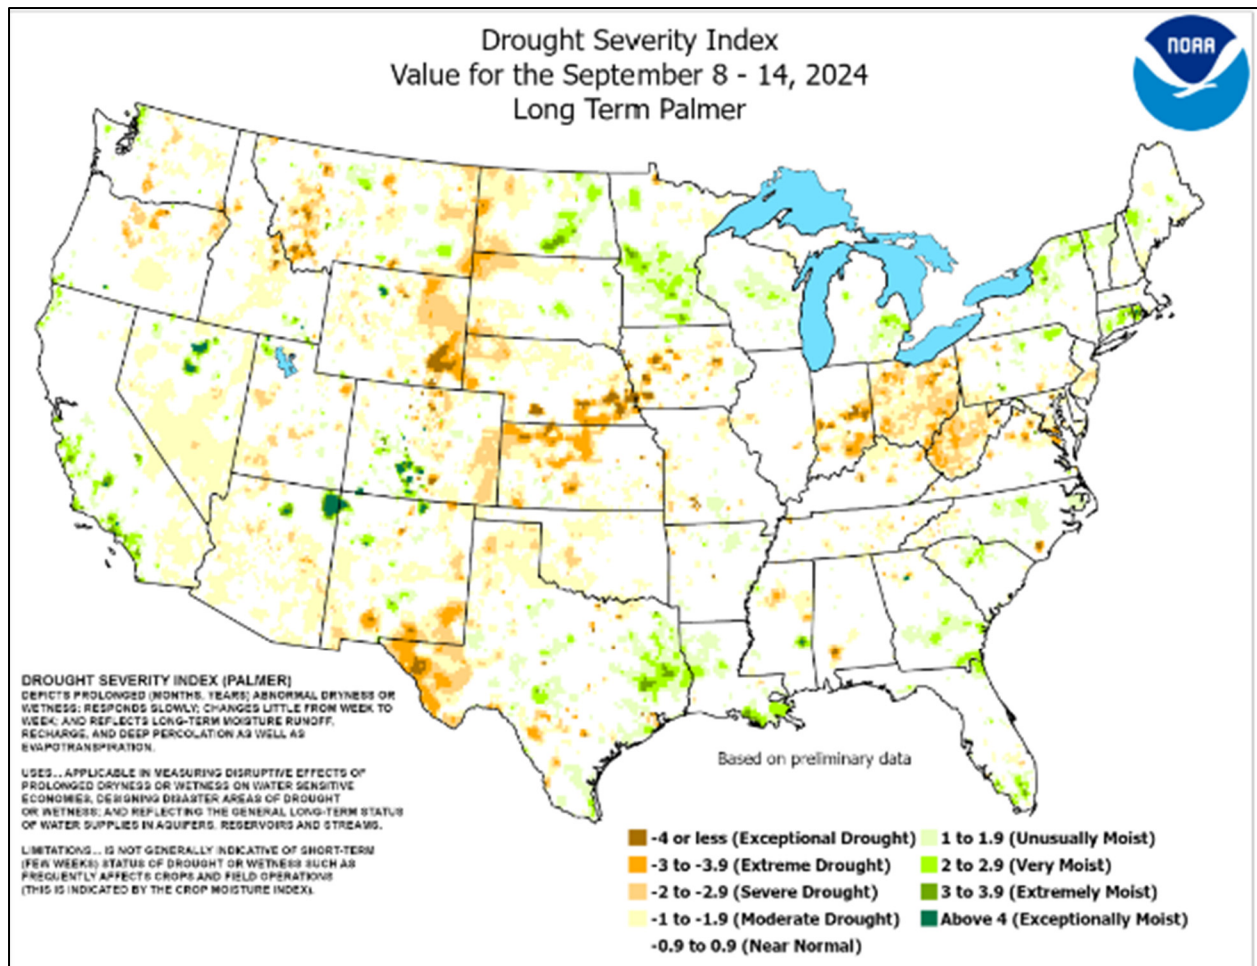 Drought Severity Index
Value for the September 8 - 14, 2024
Long Term Palmer
NOAA
DROUGHT SEVERITY INDEX (PALMER)
DEPICTS PROLONGED (MONTHS, YEARS) ABNORMAL DRYNESS OR
WETNESS; RESPONDS SLOWLY; CHANGES LITTLE FROM WEEK TO
WEEK; AND REFLECTS LONG-TERM MOISTURE RUNOFF,
RECHARGE, AND DEEP PERCOLATION AS WELL AS
EVAPOTRANSPIRATION.
USES... APPLICABLE IN MEASURING DISRUPTIVE EFFECTS OF
PROLONGED DRYNESS OR WETNESS ON WATER SENSITIVE
ECONOMIES, DESIGNING DISASTER AREAS OF DROUGHT
OR WETNESS; AND REFLECTING THE GENERAL LONG-TERM STATUS
OF WATER SUPPLIES IN AQUIFERS, RESERVOIRS AND STREAMS.
LIMITATIONS... IS NOT GENERALLY INDICATIVE OF SHORT-TERM
(FEW WEEKS) STATUS OF DROUGHT OR WETNESS SUCH AS
FREQUENTLY AFFECTS CROPS AND FIELD OPERATIONS
(THIS IS INDICATED BY THE CROP MOISTURE INDEX).
Based on preliminary data
-4 or less (Exceptional Drought)
-3 to -3.9 (Extreme Drought)
-2 to -2.9 (Severe Drought)
-1 to -1.9 (Moderate Drought)
-0.9 to 0.9 (Near Normal)
1 to 1.9 (Unusually Moist)
2 to 2.9 (Very Moist)
3 to 3.9 (Extremely Moist)
Above 4 (Exceptionally Moist)